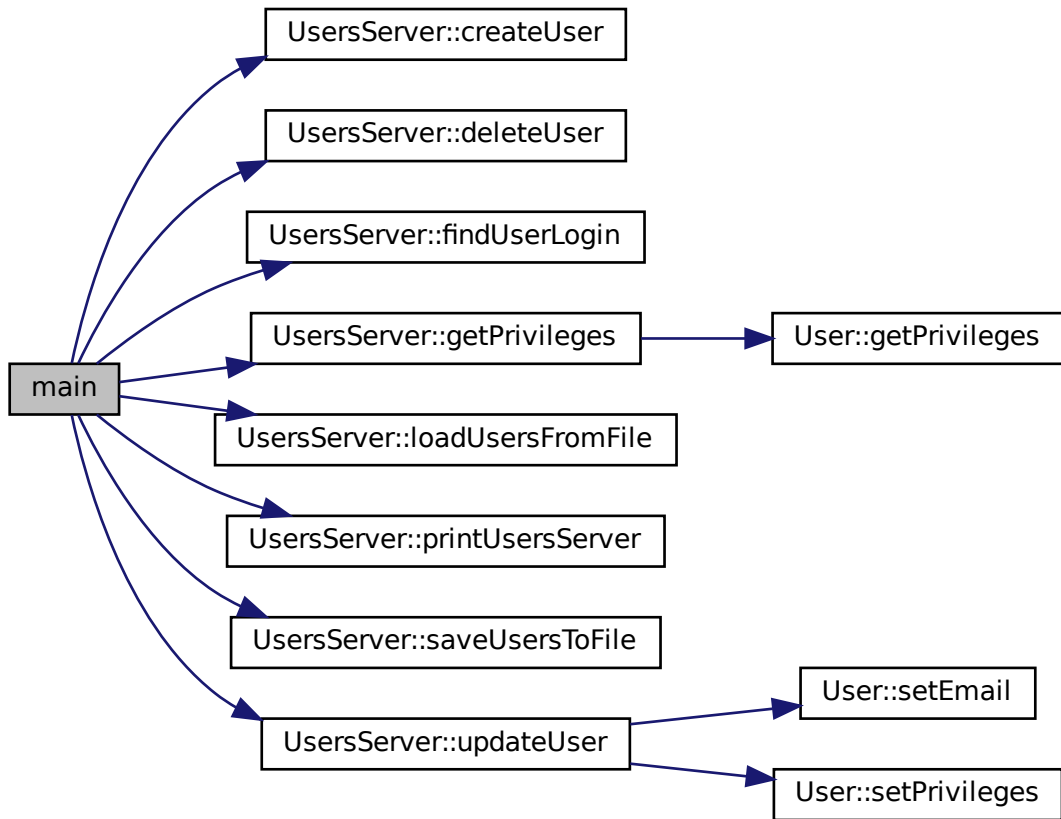 UsersServer::createUser
UsersServer::deleteUser
UsersServer::findUserLogin
UsersServer::getPrivileges
User::getPrivileges
main
UsersServer::loadUsersFromFile
UsersServer::printUsersServer
UsersServer::saveUsersToFile
User::setEmail
UsersServer::updateUser
User::setPrivileges